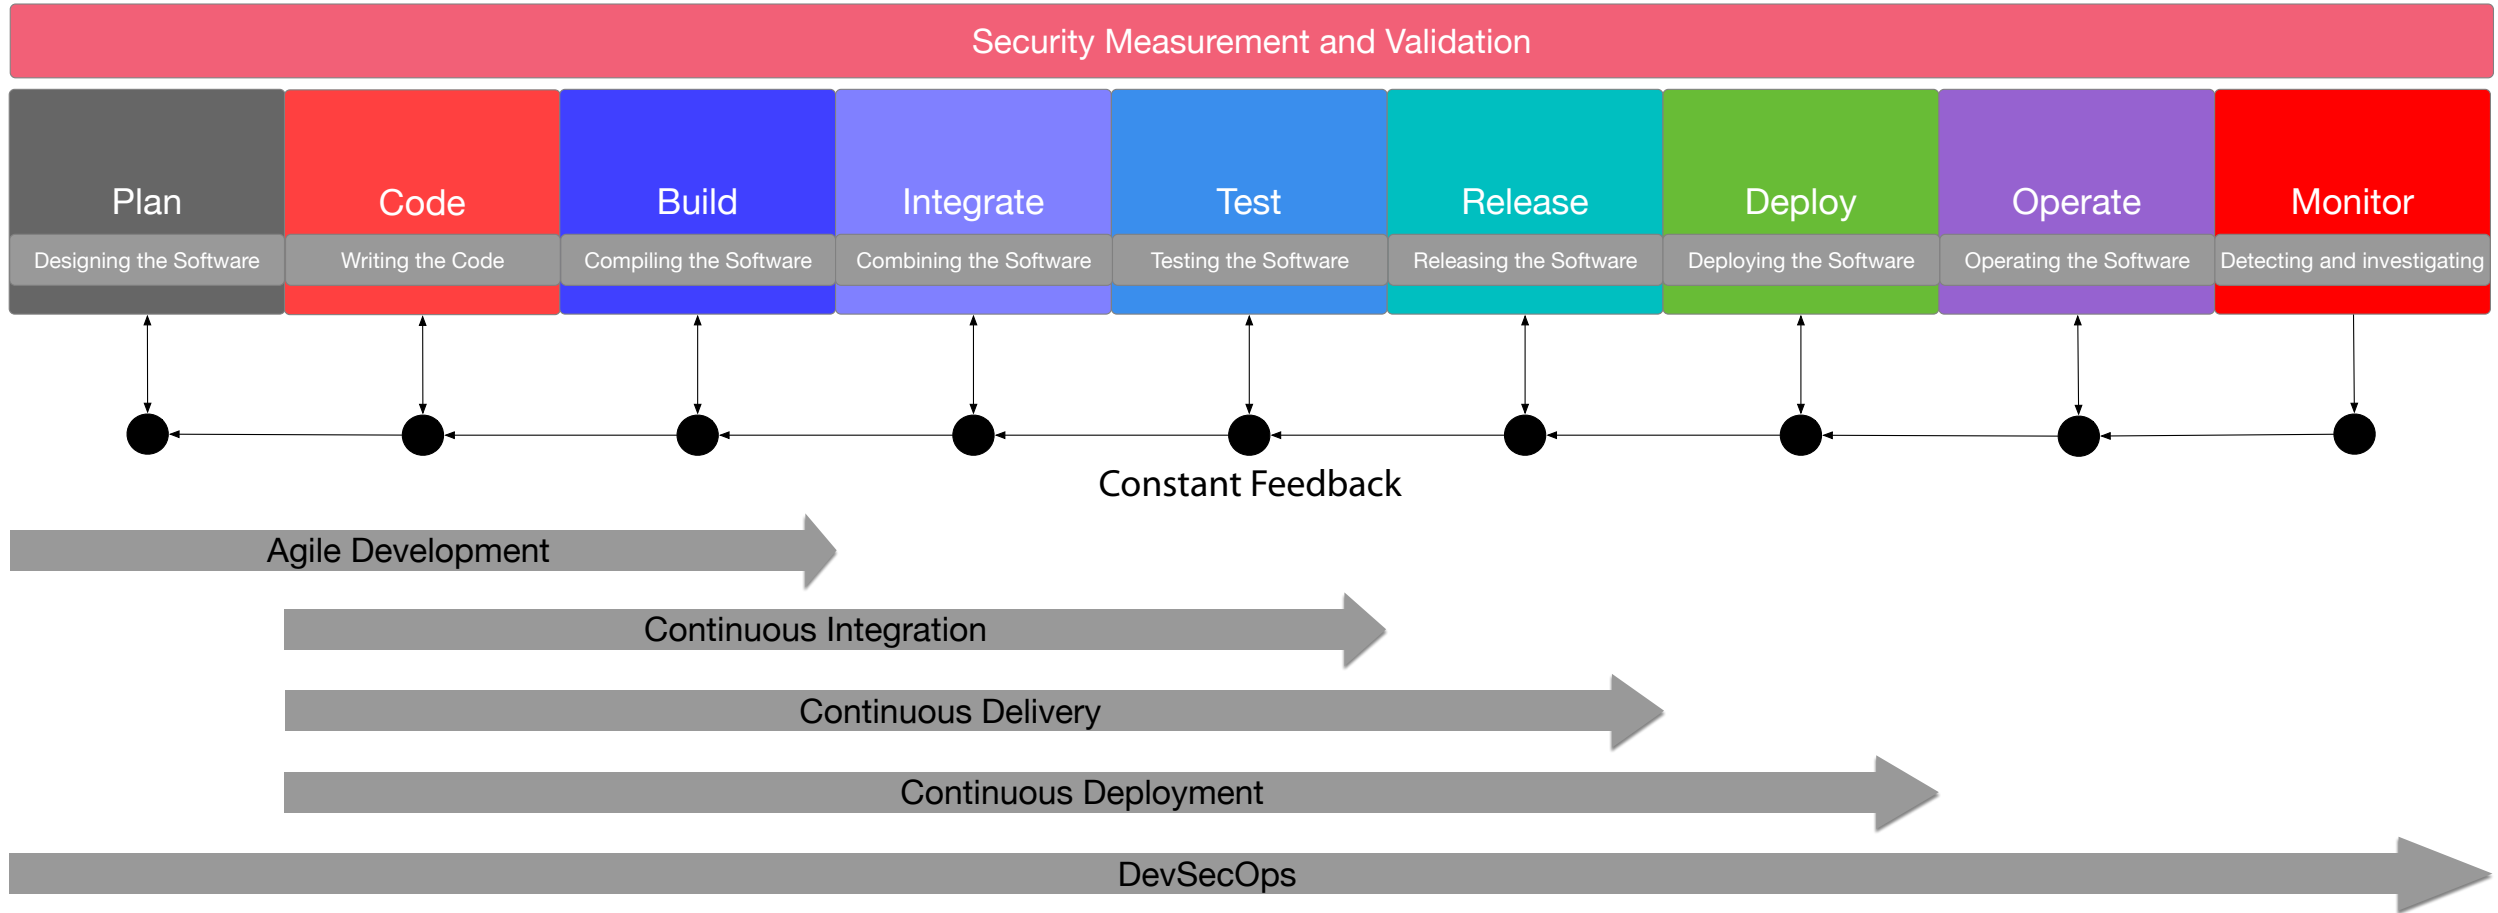 Security Measurement and Validation
Plan
Code
Build
Integrate
Test
Release
Deploy
Operate
Monitor
Designing the Software
Writing the Code
Compiling the Software
Combining the Software
Testing the Software
Releasing the Software
Deploying the Software
Operating the Software
Detecting and investigating
Constant Feedback
Agile Development
Continuous Integration
Continuous Delivery
Continuous Deployment
DevSecOps